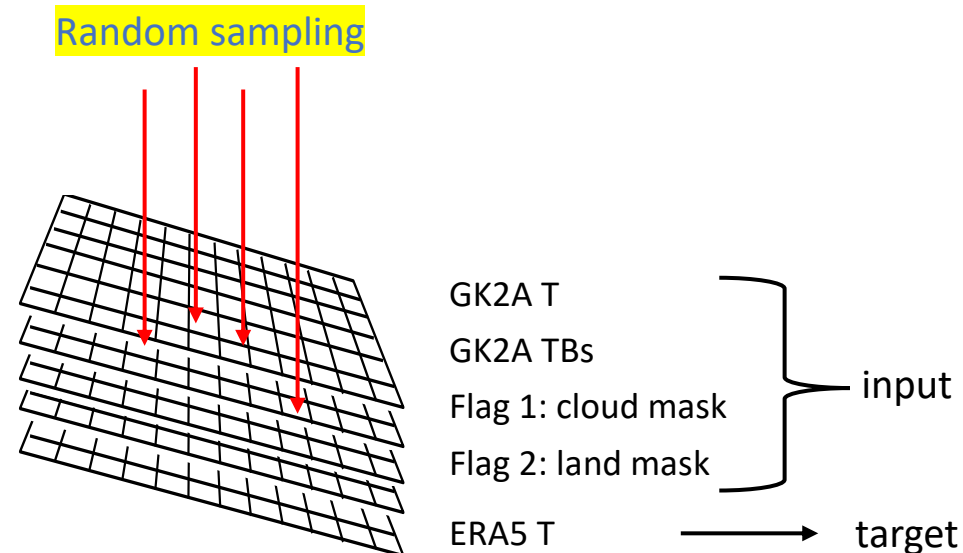 Random sampling
GK2A T
GK2A TBs
Flag 1: cloud mask
Flag 2: land mask
input
ERA5 T
target